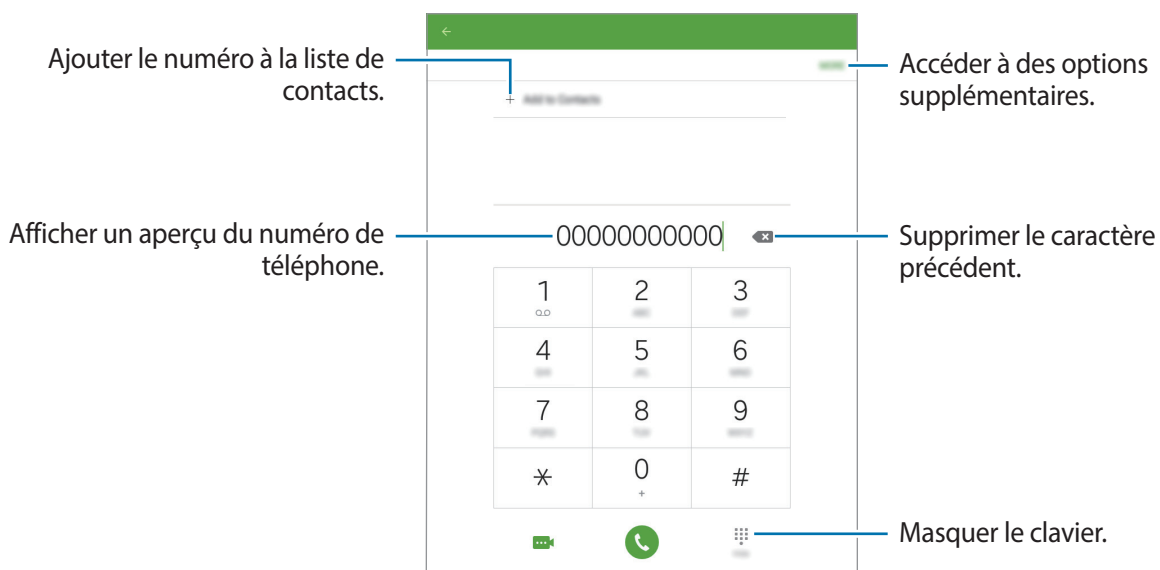 Ajouter le numéro à la liste de
contacts.
Accéder à des options
supplémentaires.
MORE
Add to Contacts
Afficher un aperçu du numéro de
téléphone.
00000000000
Supprimer le caractère
précédent.
1 2 3
4 5 6
7 8 9
* 0 #
+
Masquer le clavier.